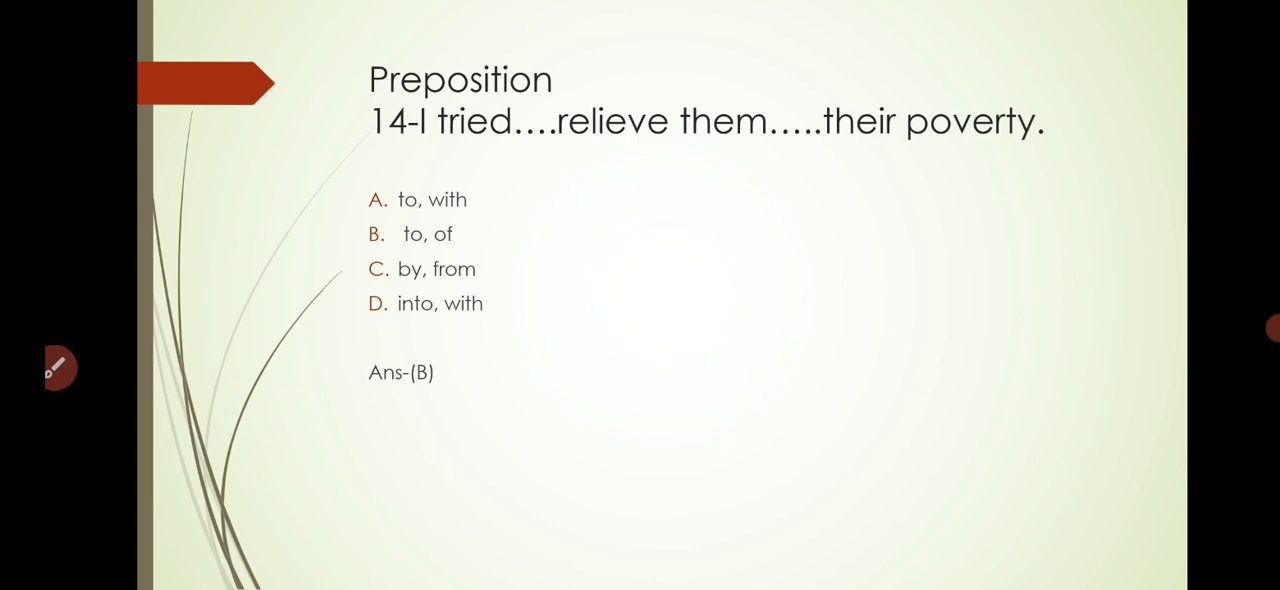 Preposition
14-I tried....relieve them.....their poverty.
A. to, with
B. to, of
C. by, from
D. into, with
Ans-(B)